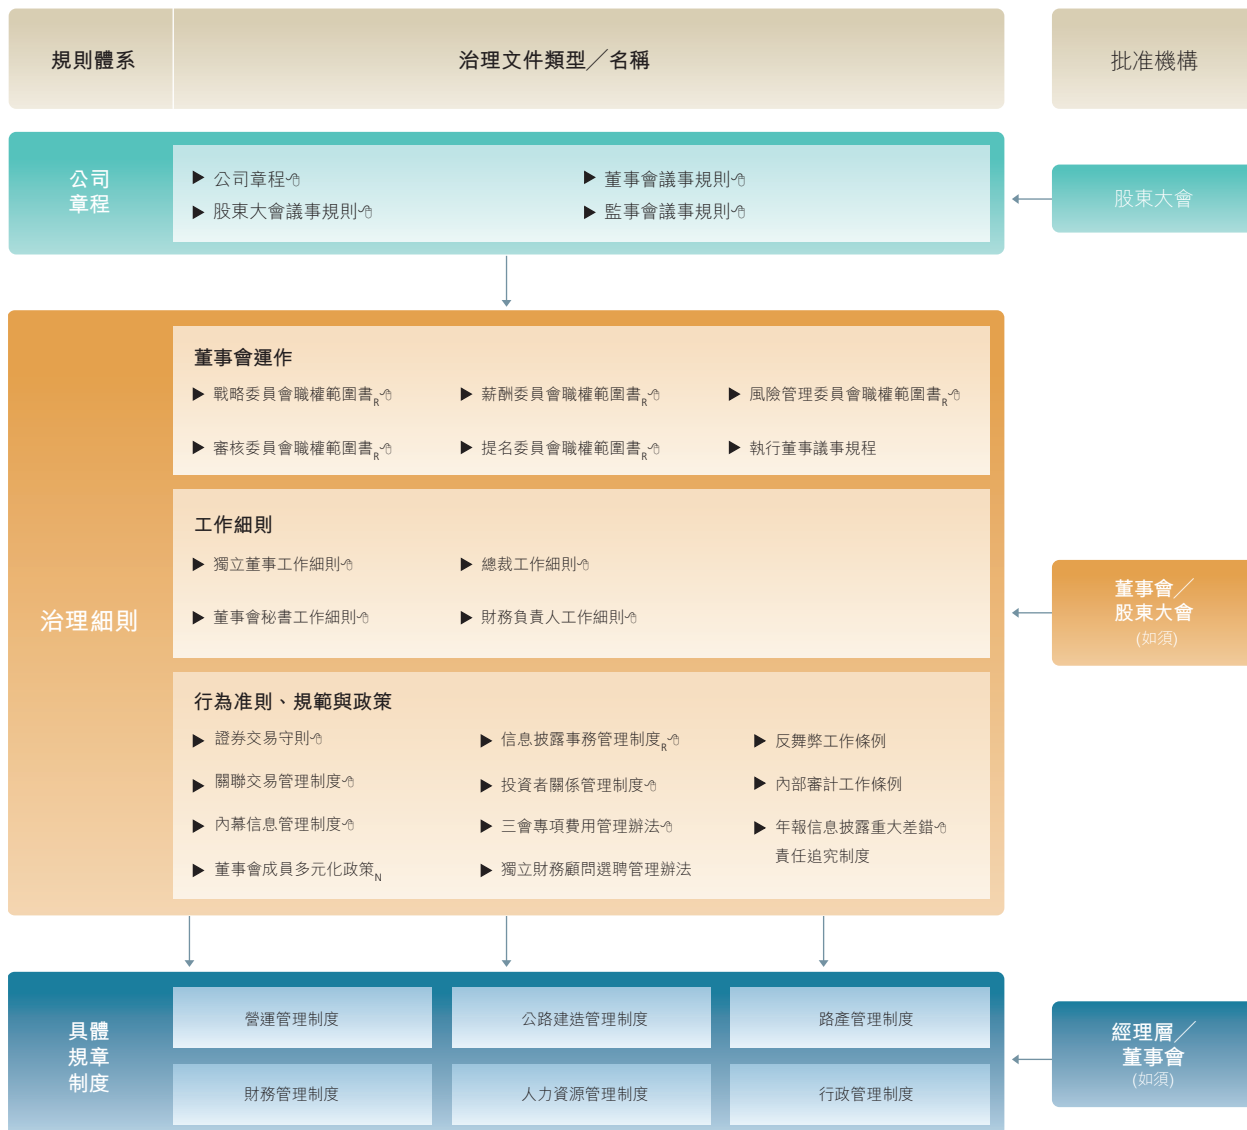 規則體系
治理文件類型／名稱
批准機構
公司
章程
▶ 公司章程
▶ 董事會議事規則
▶ 股東大會議事規則
▶ 監事會議事規則
股東大會
治理細則
董事會運作
▶ 戰略委員會職權範圍書R
▶ 薪酬委員會職權範圍書R
▶ 風險管理委員會職權範圍書R
▶ 審核委員會職權範圍書R
▶ 提名委員會職權範圍書R
▶ 執行董事議事規程
工作細則
▶ 獨立董事工作細則
▶ 總裁工作細則
▶ 董事會秘書工作細則
▶ 財務負責人工作細則
董事會／
股東大會
(如須)
行為准則、規範與政策
▶ 證券交易守則
▶ 信息披露事務管理制度R
▶ 反舞弊工作條例
▶ 關聯交易管理制度
▶ 投資者關係管理制度
▶ 內部審計工作條例
▶ 內幕信息管理制度
▶ 三會專項費用管理辦法
▶ 年報信息披露重大差錯
責任追究制度
▶ 董事會成員多元化政策N
▶ 獨立財務顧問選聘管理辦法
具體
規章
制度
營運管理制度
公路建造管理制度
路產管理制度
財務管理制度
人力資源管理制度
行政管理制度
經理層／
董事會
(如須)